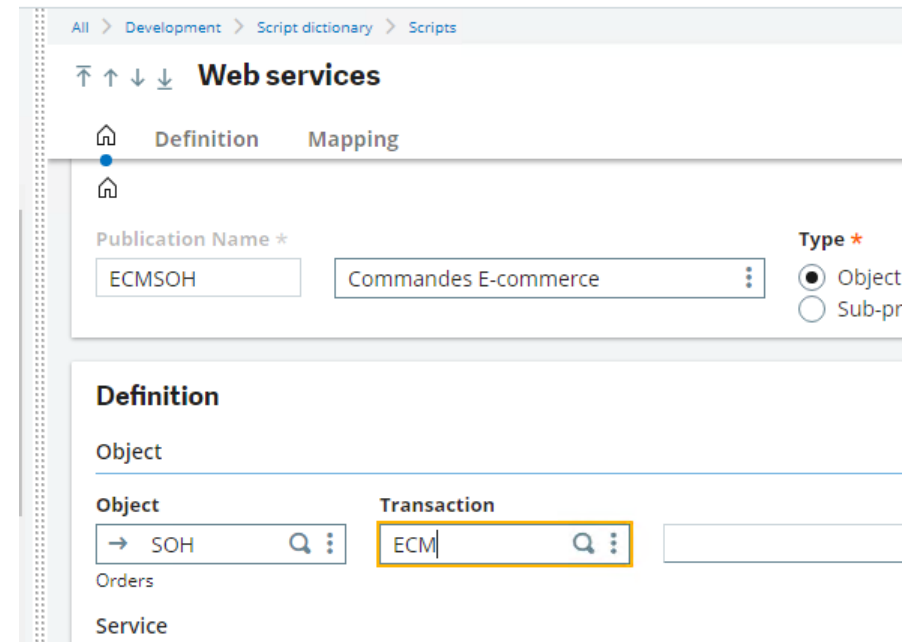 All > Development > Script dictionary > Scripts
Web services
Definition Mapping
Publication Name * Type *
ECMSOH Commandes E-commerce Object
Sub-pr
Definition
Object
Object Transaction
SOH ECM
Orders
Service